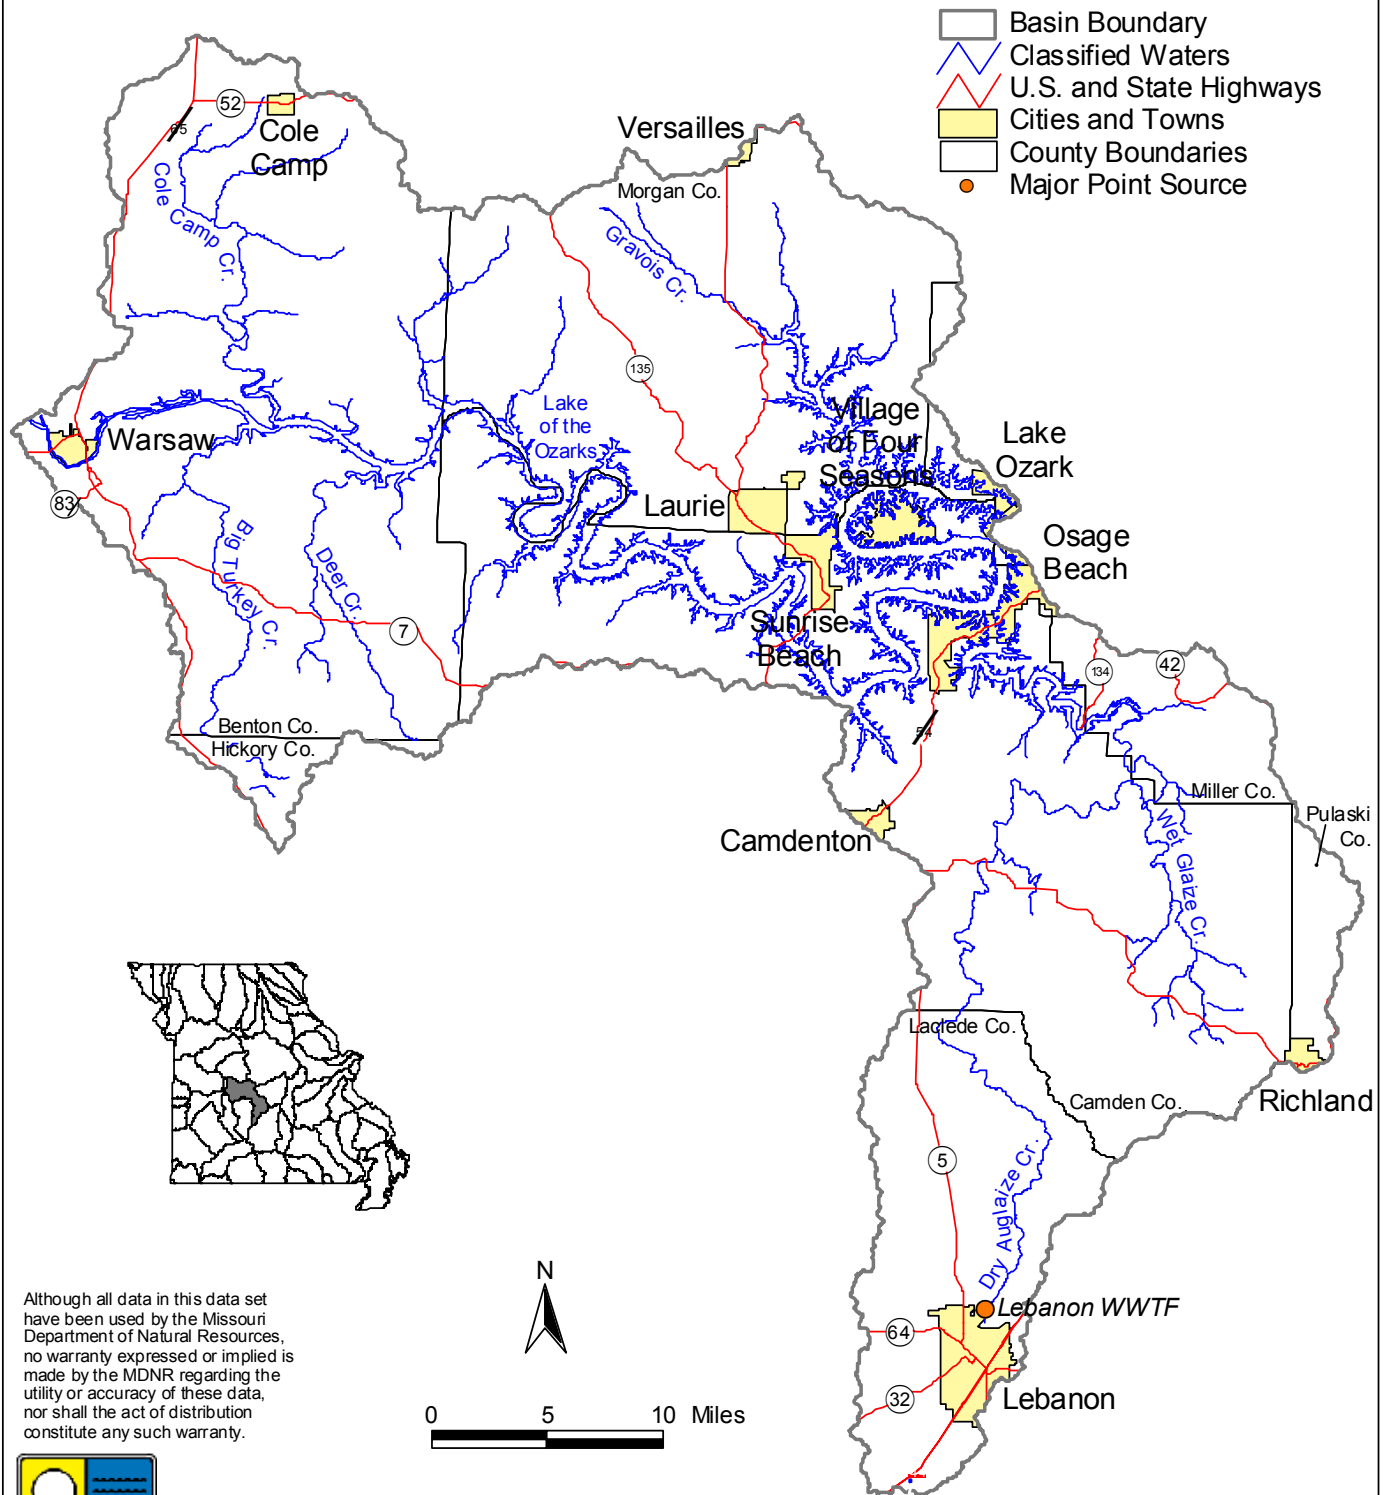 Basin Boundary
Classified Waters
U.S. and State Highways
Cities and Towns
County Boundaries
Major Point Source
52
65
Cole
Camp
Cole Camp Cr.
Versailles
Morgan Co.
Gravois Cr.
135
Lake
of the
Ozarks
Village
of Four
Seasons
Lake
Ozark
Warsaw
83
Laurie
Osage
Beach
Big Turkey Cr.
Deer Cr.
7
Sunrise
Beach
134
42
Benton Co.
Hickory Co.
54
Miller Co.
Pulaski
Co.
Camdenton
Wet Glaize Cr.
Laclede Co.
Camden Co.
Richland
5
Dry Auglaize Cr.
Lebanon WWTF
64
32
Lebanon
N
0 5 10 Miles
Although all data in this data set
have been used by the Missouri
Department of Natural Resources,
no warranty expressed or implied is
made by the MDNR regarding the
utility or accuracy of these data,
nor shall the act of distribution
constitute any such warranty.